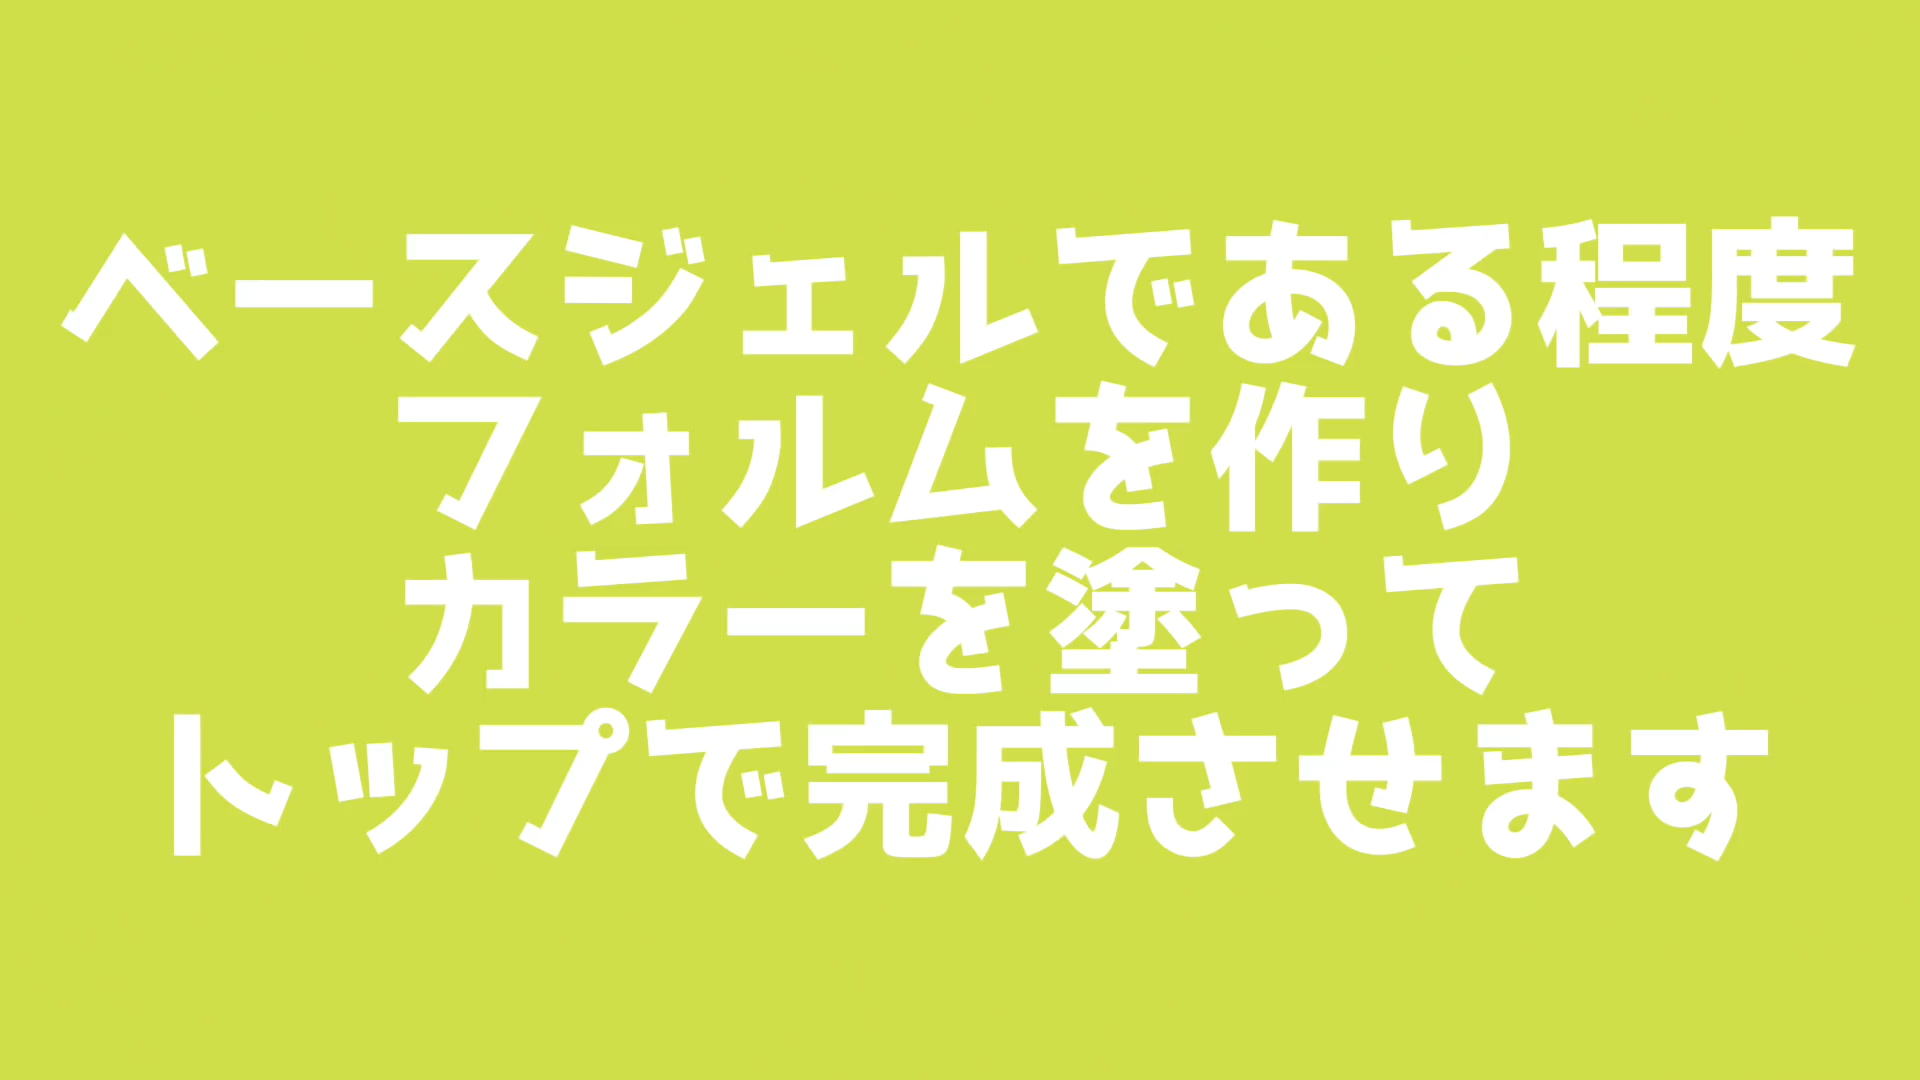 ベースジェルである程度
フォルムを作り
カラーを塗って
トップで完成させます